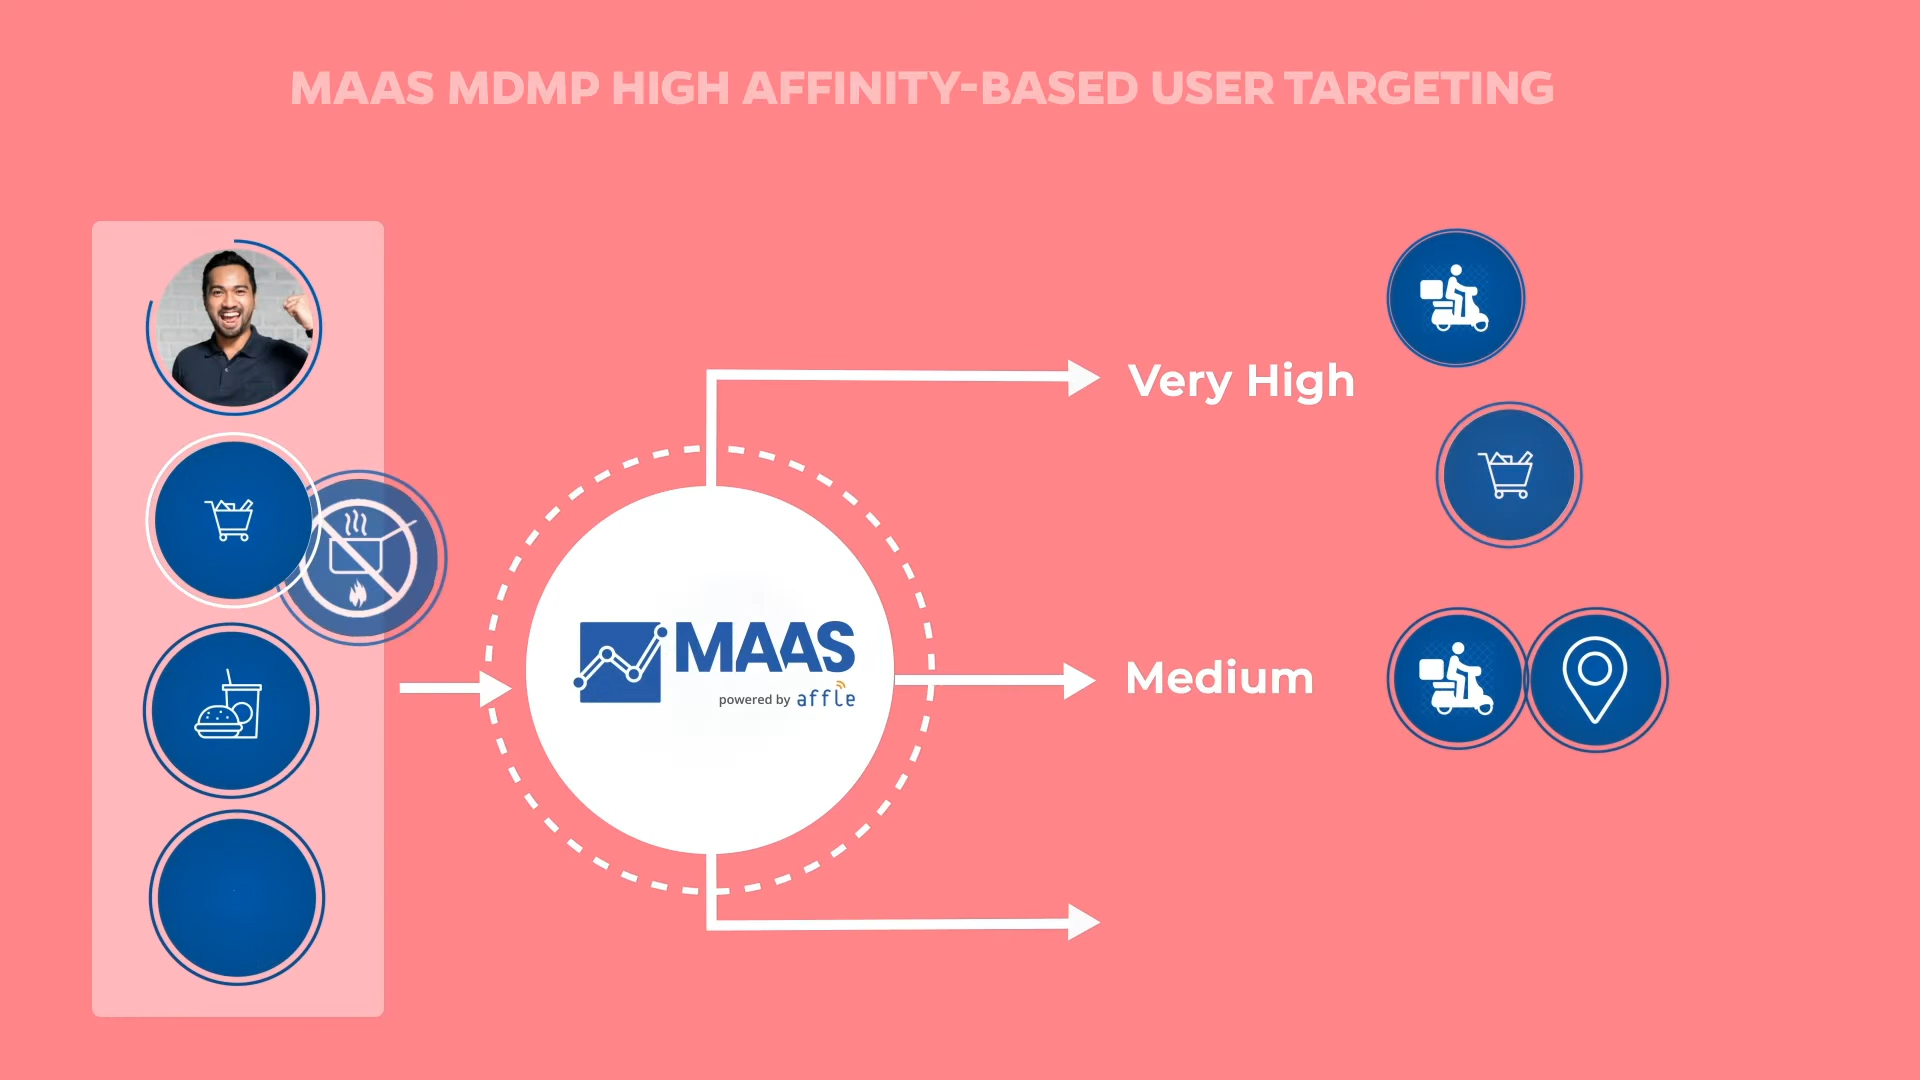 MAAS MDMP HIGH AFFINITY-BASED USER TARGETING
Very High
MAAS
powered by affle
Medium